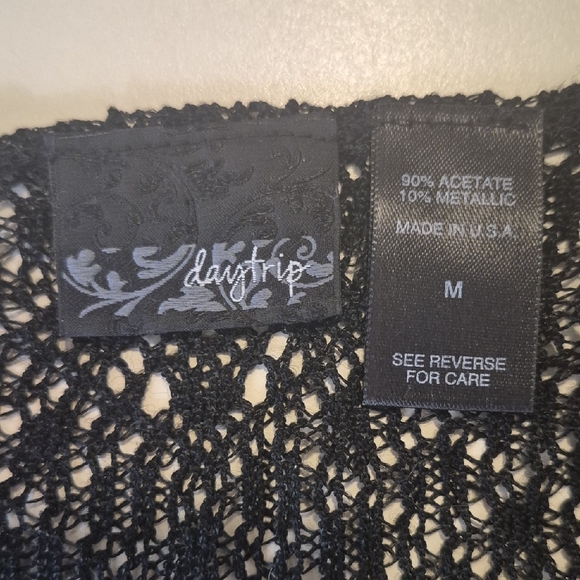 daytrip
90% ACETATE
10% METALLIC
MADE IN U.S.A
M
SEE REVERSE
FOR CARE